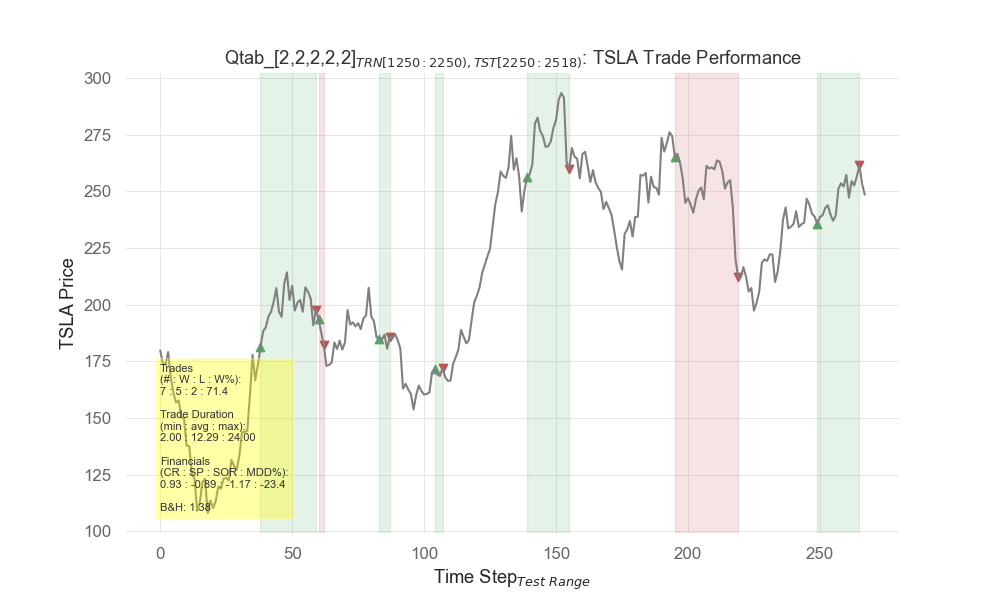 Qtab_[2,2,2,2,2]TRN[1250:2250),TST[2250:2518): TSLA Trade Performance
300
275
250
225
200
175
150
125
100
TSLA Price
Trades
(# : W : L : W%):
7 : 5 : 2 : 71.4
Trade Duration
(min : avg : max):
2.00 : 12.29 : 24.00
Financials
(CR : SP : SOR : MDD%):
0.93 : -0.89 : -1.17 : -23.4
B&H: 1.38
0
50
100
150
200
250
Time StepTest Range